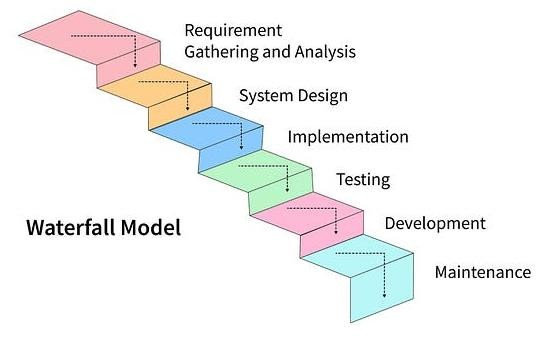 Requirement
Gathering and Analysis
System Design
Implementation
Testing
Waterfall Model
Development
Maintenance